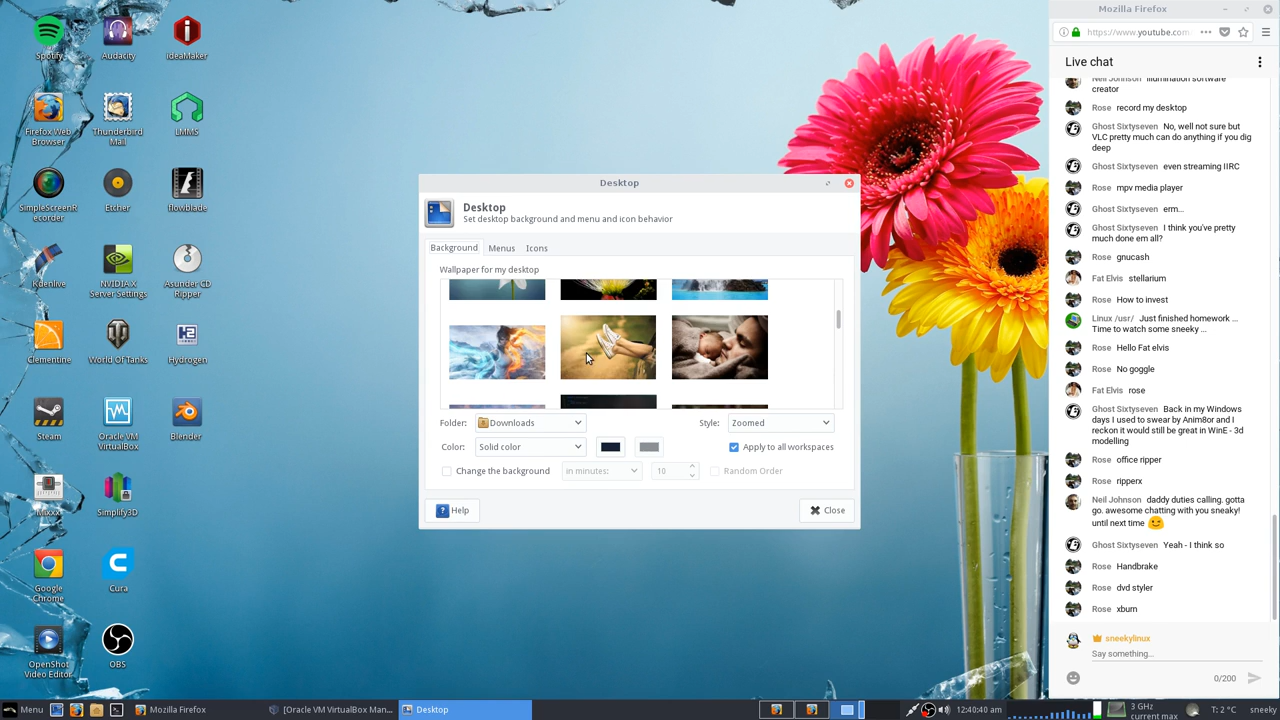 Spotify
Audacity
IdeaMaker
Firefox Web
Browser
Thunderbird
Mail
LMMS
SimpleScreenR
ecorder
Etcher
flowblade
Kdenlive
NVIDIA X
Server Settings
Asunder CD
Ripper
Clementine
World Of Tanks
Hydrogen
Steam
Oracle VM
VirtualBox
Blender
Mixxx
Simplify3D
Google
Chrome
Cura
OpenShot
Video Editor
OBS
Desktop
Desktop
Set desktop background and menu and icon behavior
Background
Menus
Icons
Wallpaper for my desktop
Folder:
Downloads
Style:
Zoomed
Color:
Solid color
Apply to all workspaces
Change the background
in minutes:
10
Random Order
Help
Close
Mozilla Firefox
https://www.youtube.com
Live chat
Neil Johnson illumination software
creator
Rose record my desktop
Ghost Sixtyseven No, well not sure but
VLC pretty much can do anything if you dig
deep
Ghost Sixtyseven even streaming IIRC
Rose mpv media player
Ghost Sixtyseven erm...
Ghost Sixtyseven I think you've pretty
much done em all?
Rose gnucash
Fat Elvis stellarium
Rose How to invest
Linux /usr/ Just finished homework ...
Time to watch some sneeky ...
Rose Hello Fat elvis
Rose No goggle
Fat Elvis rose
Ghost Sixtyseven Back in my Windows
days I used to swear by Anim8or and I
reckon it would still be great in WinE - 3d
modelling
Rose office ripper
Rose ripperx
Neil Johnson daddy duties calling. gotta
go. awesome chatting with you sneaky!
until next time
Ghost Sixtyseven Yeah - I think so
Rose Handbrake
Rose dvd styler
Rose xburn
sneekylinux
Say something...
0/200
Menu
Mozilla Firefox
[Oracle VM VirtualBox Man...
Desktop
12:40:40 am
3 GHz
current max
T: 2 °C
sneeky